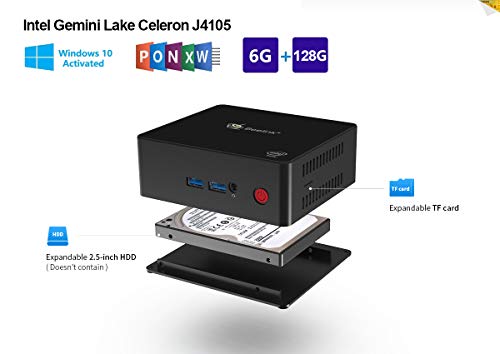 Intel Gemini Lake Celeron J4105
Windows 10
Activated
P O N X W
6G + 128G
Beelink
TF card
Expandable TF card
HDD
Expandable 2.5-inch HDD
( Doesn't contain )